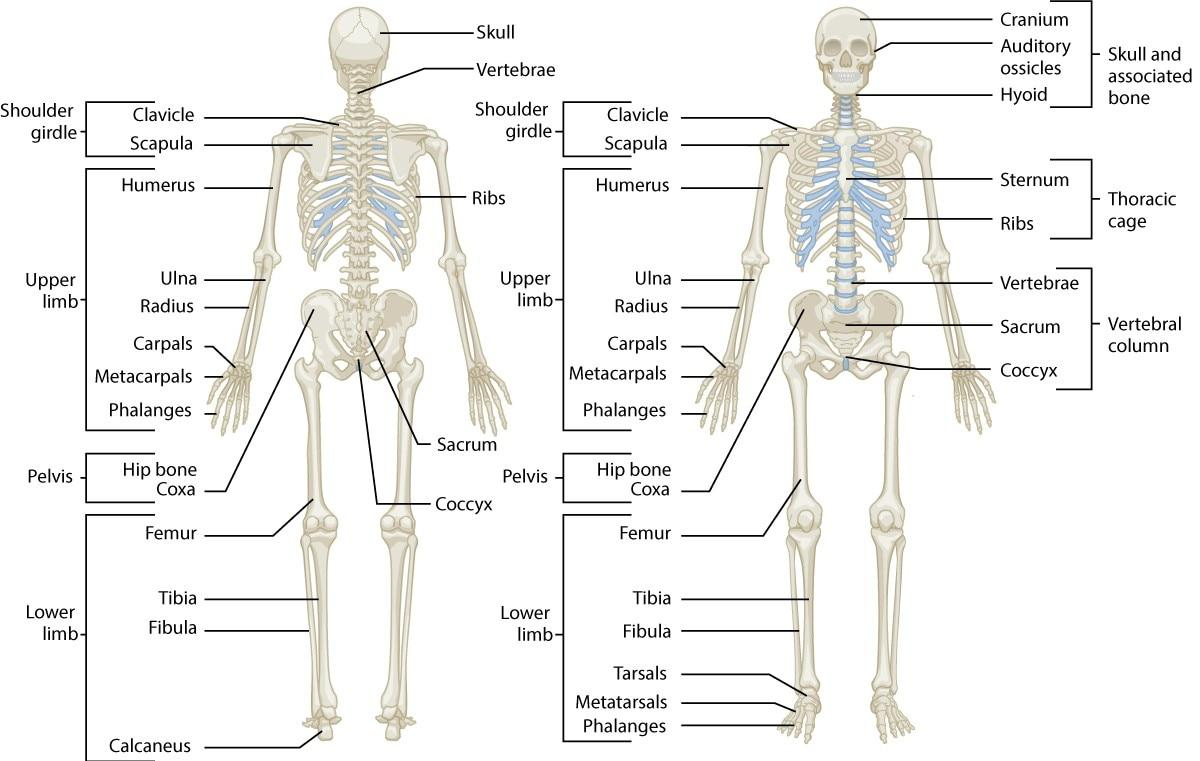 Skull
Vertebrae
Shoulder
girdle
Clavicle
Scapula
Humerus
Ribs
Upper
limb
Ulna
Radius
Carpals
Metacarpals
Phalanges
Sacrum
Pelvis
Hip bone
Coxa
Coccyx
Femur
Lower
limb
Tibia
Fibula
Calcaneus
Cranium
Auditory
ossicles
Hyoid
Skull and
associated
bone
Shoulder
girdle
Clavicle
Scapula
Humerus
Sternum
Ribs
Thoracic
cage
Upper
limb
Ulna
Radius
Carpals
Metacarpals
Phalanges
Vertebrae
Sacrum
Coccyx
Vertebral
column
Pelvis
Hip bone
Coxa
Femur
Lower
limb
Tibia
Fibula
Tarsals
Metatarsals
Phalanges